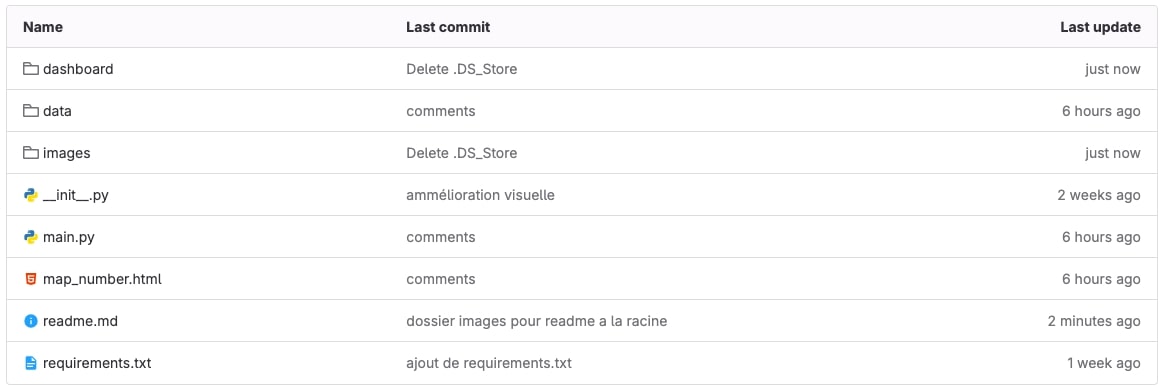 Name Last commit Last update
dashboard Delete .DS_Store just now
data comments 6 hours ago
images Delete .DS_Store just now
__init__.py ammélioration visuelle 2 weeks ago
main.py comments 6 hours ago
map_number.html comments 6 hours ago
readme.md dossier images pour readme a la racine 2 minutes ago
requirements.txt ajout de requirements.txt 1 week ago